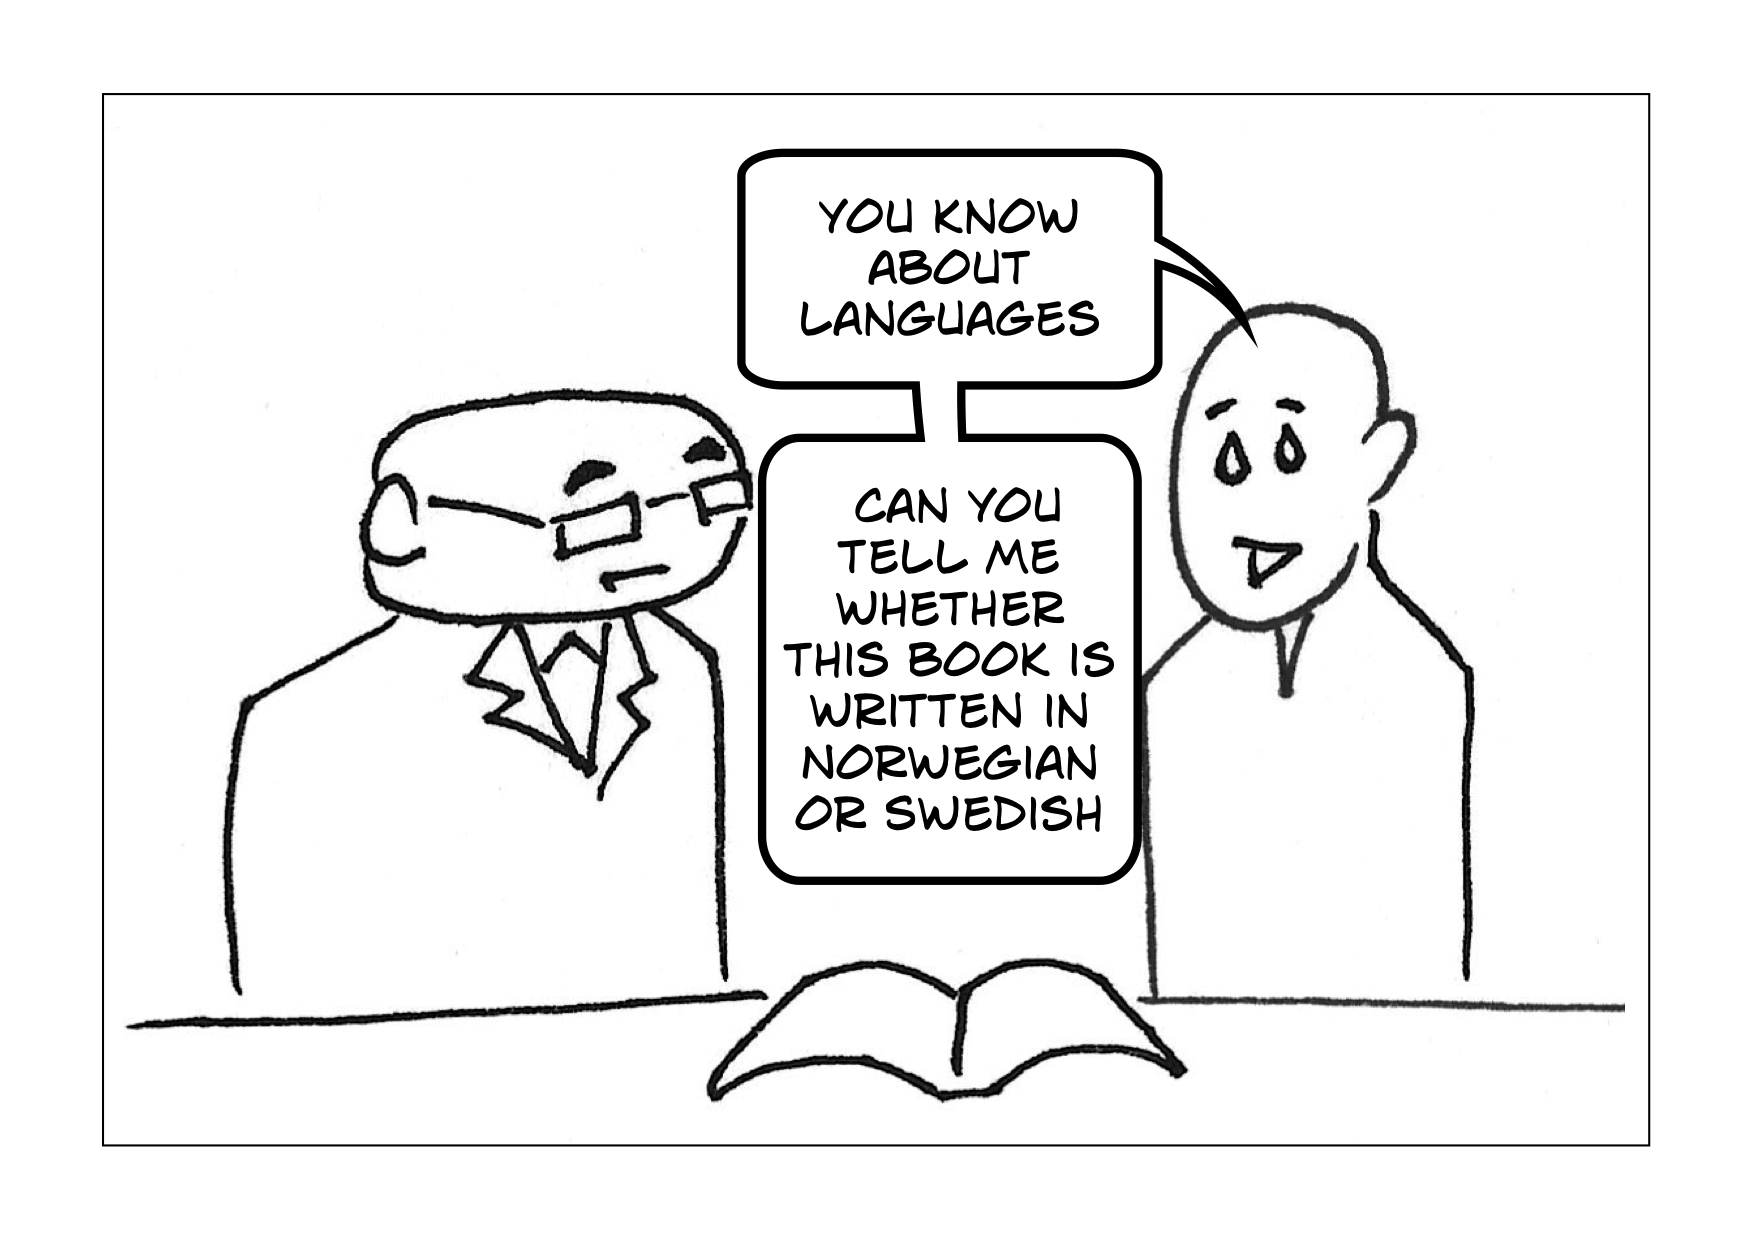 YOU KNOW
ABOUT
LANGUAGES
CAN YOU
TELL ME
WHETHER
THIS BOOK IS
WRITTEN IN
NORWEGIAN
OR SWEDISH